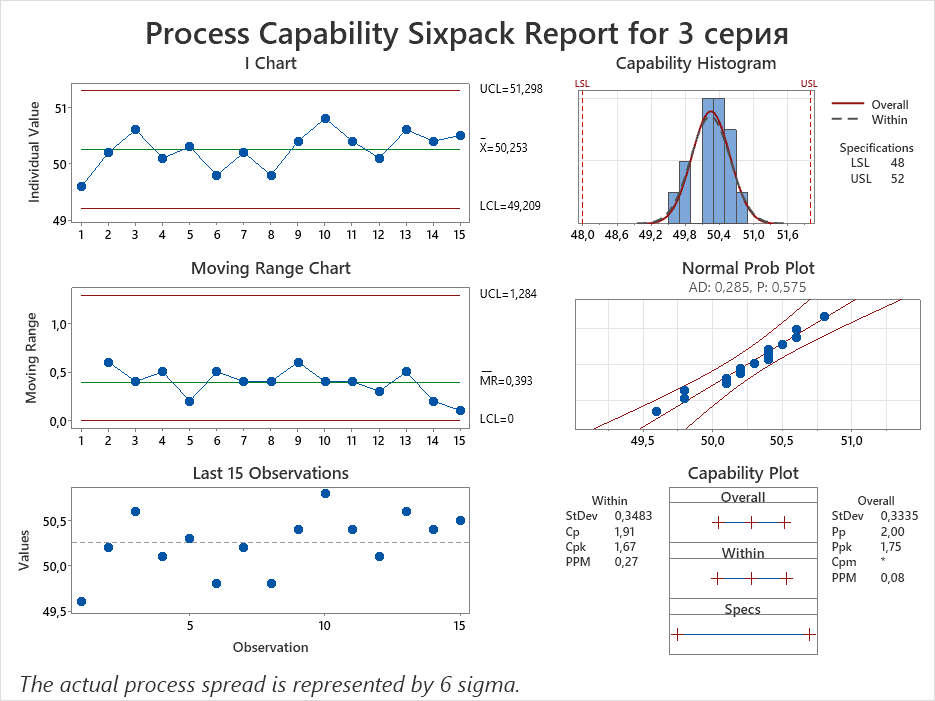 Process Capability Sixpack Report for 3 серия
I Chart
Individual Value
51
50
49
UCL=51,298
_
X=50,253
LCL=49,209
1 2 3 4 5 6 7 8 9 10 11 12 13 14 15
Capability Histogram
LSL USL
48,0 48,6 49,2 49,8 50,4 51,0 51,6
Overall
Within
Specifications
LSL 48
USL 52
Moving Range Chart
Moving Range
1,0
0,5
0,0
UCL=1,284
__
MR=0,393
LCL=0
1 2 3 4 5 6 7 8 9 10 11 12 13 14 15
Normal Prob Plot
AD: 0,285, P: 0,575
49,5 50,0 50,5 51,0
Last 15 Observations
Values
50,5
50,0
49,5
5 10 15
Observation
Capability Plot
Within
StDev 0,3483
Cp 1,91
Cpk 1,67
PPM 0,27
Overall
Within
Specs
Overall
StDev 0,3335
Pp 2,00
Ppk 1,75
Cpm *
PPM 0,08
The actual process spread is represented by 6 sigma.